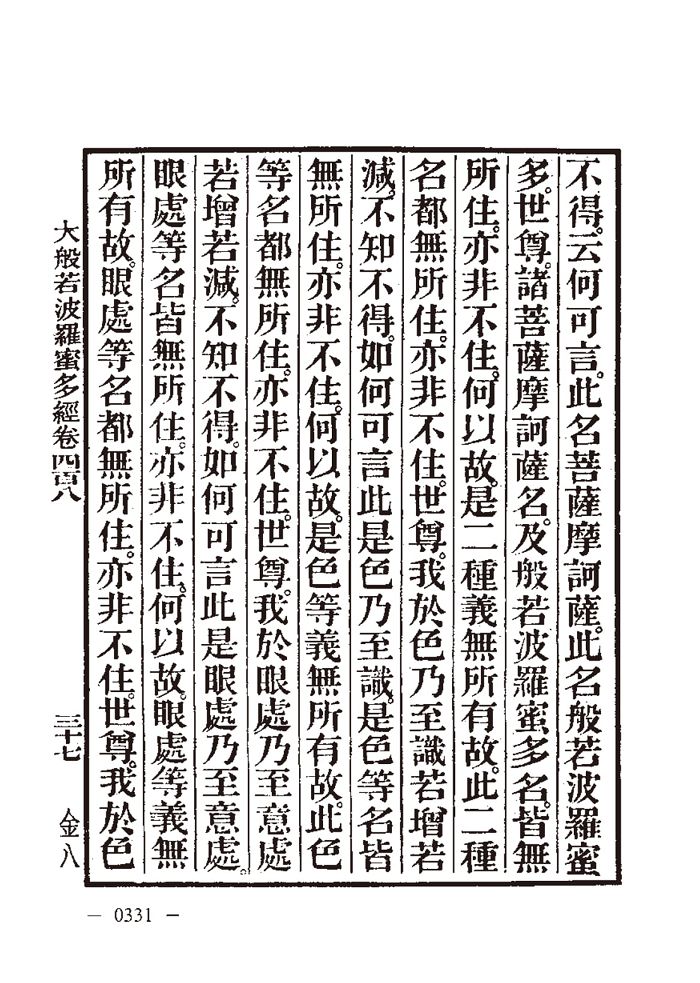 不得。云何可言。此名菩薩摩訶薩。此名般若波羅蜜
多。世尊。諸菩薩摩訶薩名。及般若波羅蜜多名。皆無
所住。亦非不住。何以故。是二種義無所有故。此二種
名都無所住。亦非不住。世尊。我於色乃至識若增若
減。不知不得。如何可言此是色乃至識。是色等名皆
無所住。亦非不住。何以故。是色等義無所有故。此色
等名都無所住。亦非不住。世尊。我於眼處乃至意處
若增若減。不知不得。如何可言此是眼處乃至意處。
眼處等名皆無所住。亦非不住。何以故。眼處等義無
所有故。眼處等名都無所住。亦非不住。世尊。我於色
大般若波羅蜜多經卷四百八
三十七
金八
— 0331 —